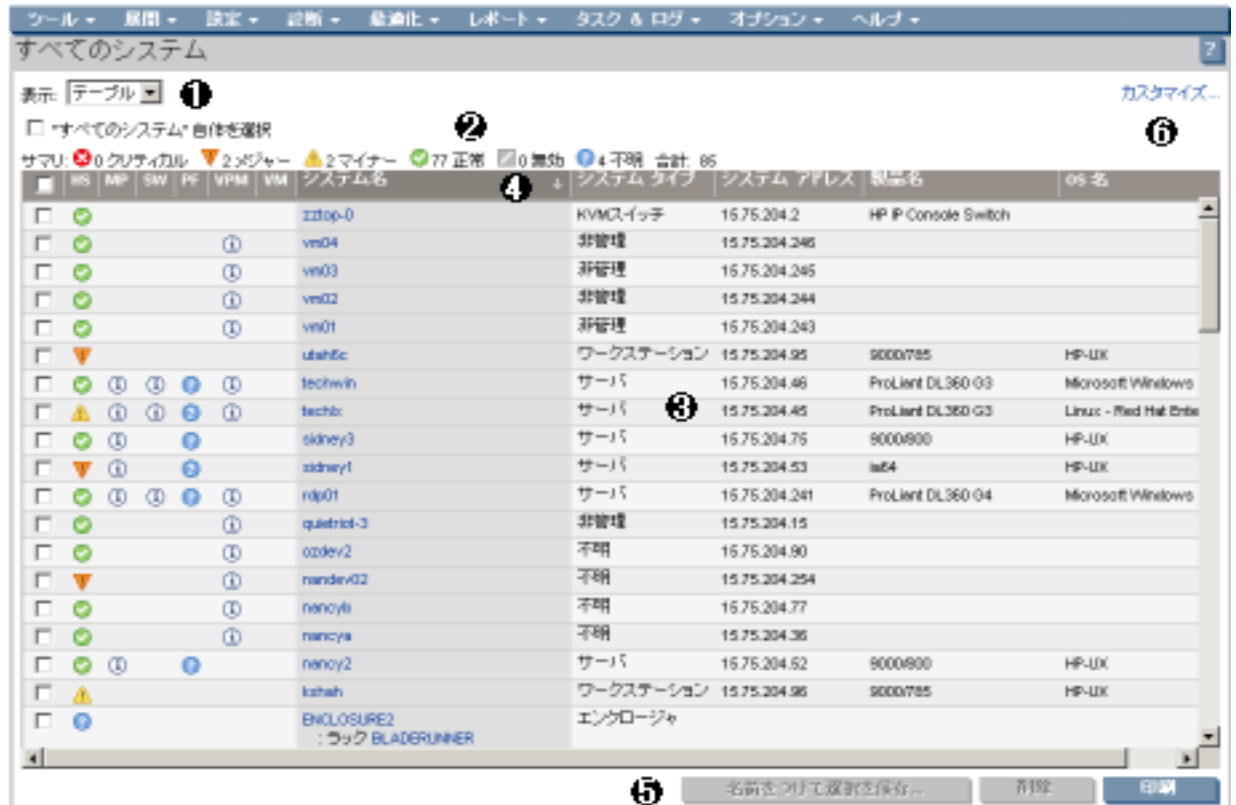 ツール 展開 設定 診断 最適化 レポート タスク & ログ オプション ヘルプ
すべてのシステム ?
表示: テーブル ❶ カスタマイズ...
"すべてのシステム" 自体を選択 ❷ ❻
サマリ: 0 クリティカル 2 メジャー 2 マイナー 77 正常 0 無効 4 不明 合計: 85
HS MP SW PF VPM VM システム名 ❹ システム タイプ システム アドレス 製品名 OS 名
zztop-0 KVMスイッチ 15.75.204.2 HP IP Console Switch
vm04 非管理 15.75.204.246
vm03 非管理 15.75.204.245
vm02 非管理 15.75.204.244
vm01 非管理 15.75.204.243
utah5c ワークステーション 15.75.204.95 9000/785 HP-UX
techwin サーバ 15.75.204.46 ProLiant DL360 G3 Microsoft Windows
techlx サーバ ❸ 15.75.204.45 ProLiant DL360 G3 Linux - Red Hat Ente
sidney3 サーバ 15.75.204.75 9000/800 HP-UX
sidney1 サーバ 15.75.204.53 ia64 HP-UX
rdp01 サーバ 15.75.204.241 ProLiant DL360 G4 Microsoft Windows
quietriot-3 非管理 15.75.204.15
ozdev2 不明 15.75.204.90
nandev02 不明 15.75.204.254
不明 15.75.204.77
nancya 不明 15.75.204.36
nancy2 サーバ 15.75.204.52 9000/800 HP-UX
kshah ワークステーション 15.75.204.96 9000/785 HP-UX
ENCLOSURE2 エンクロージャ
: ラック BLADERUNNER
❺ 名前をつけて選択を保存... 削除 印刷